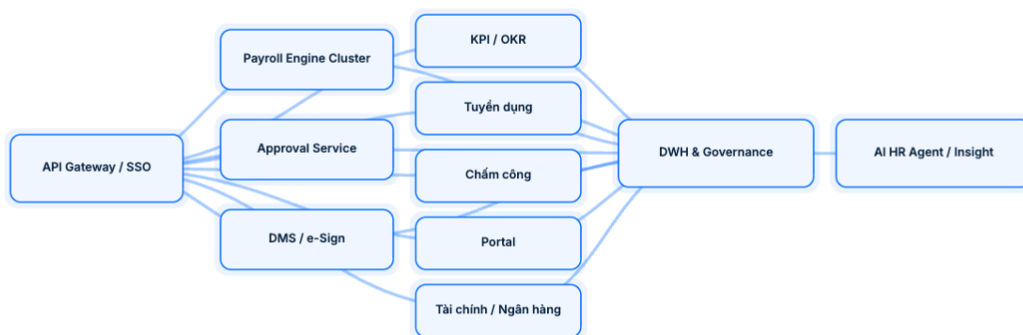 API Gateway / SSO
Payroll Engine Cluster
Approval Service
DMS / e-Sign
KPI / OKR
Tuyển dụng
Chấm công
Portal
Tài chính / Ngân hàng
DWH & Governance
AI HR Agent / Insight